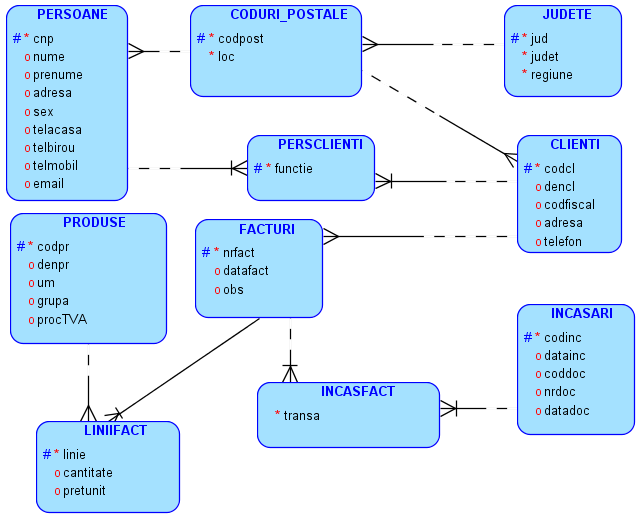 PERSOANE
# * cnp
o nume
o prenume
o adresa
o sex
o telacasa
o telbirou
o telmobil
o email
CODURI_POSTALE
# * codpost
* loc
JUDETE
# * jud
* judet
* regiune
PERSCLIENTI
# * functie
CLIENTI
# * codcl
o dencl
o codfiscal
o adresa
o telefon
PRODUSE
# * codpr
o denpr
o um
o grupa
o procTVA
FACTURI
# * nrfact
o datafact
o obs
INCASARI
# * codinc
o datainc
o coddoc
o nrdoc
o datadoc
INCASFACT
* transa
LINIIFACT
# * linie
o cantitate
o pretunit